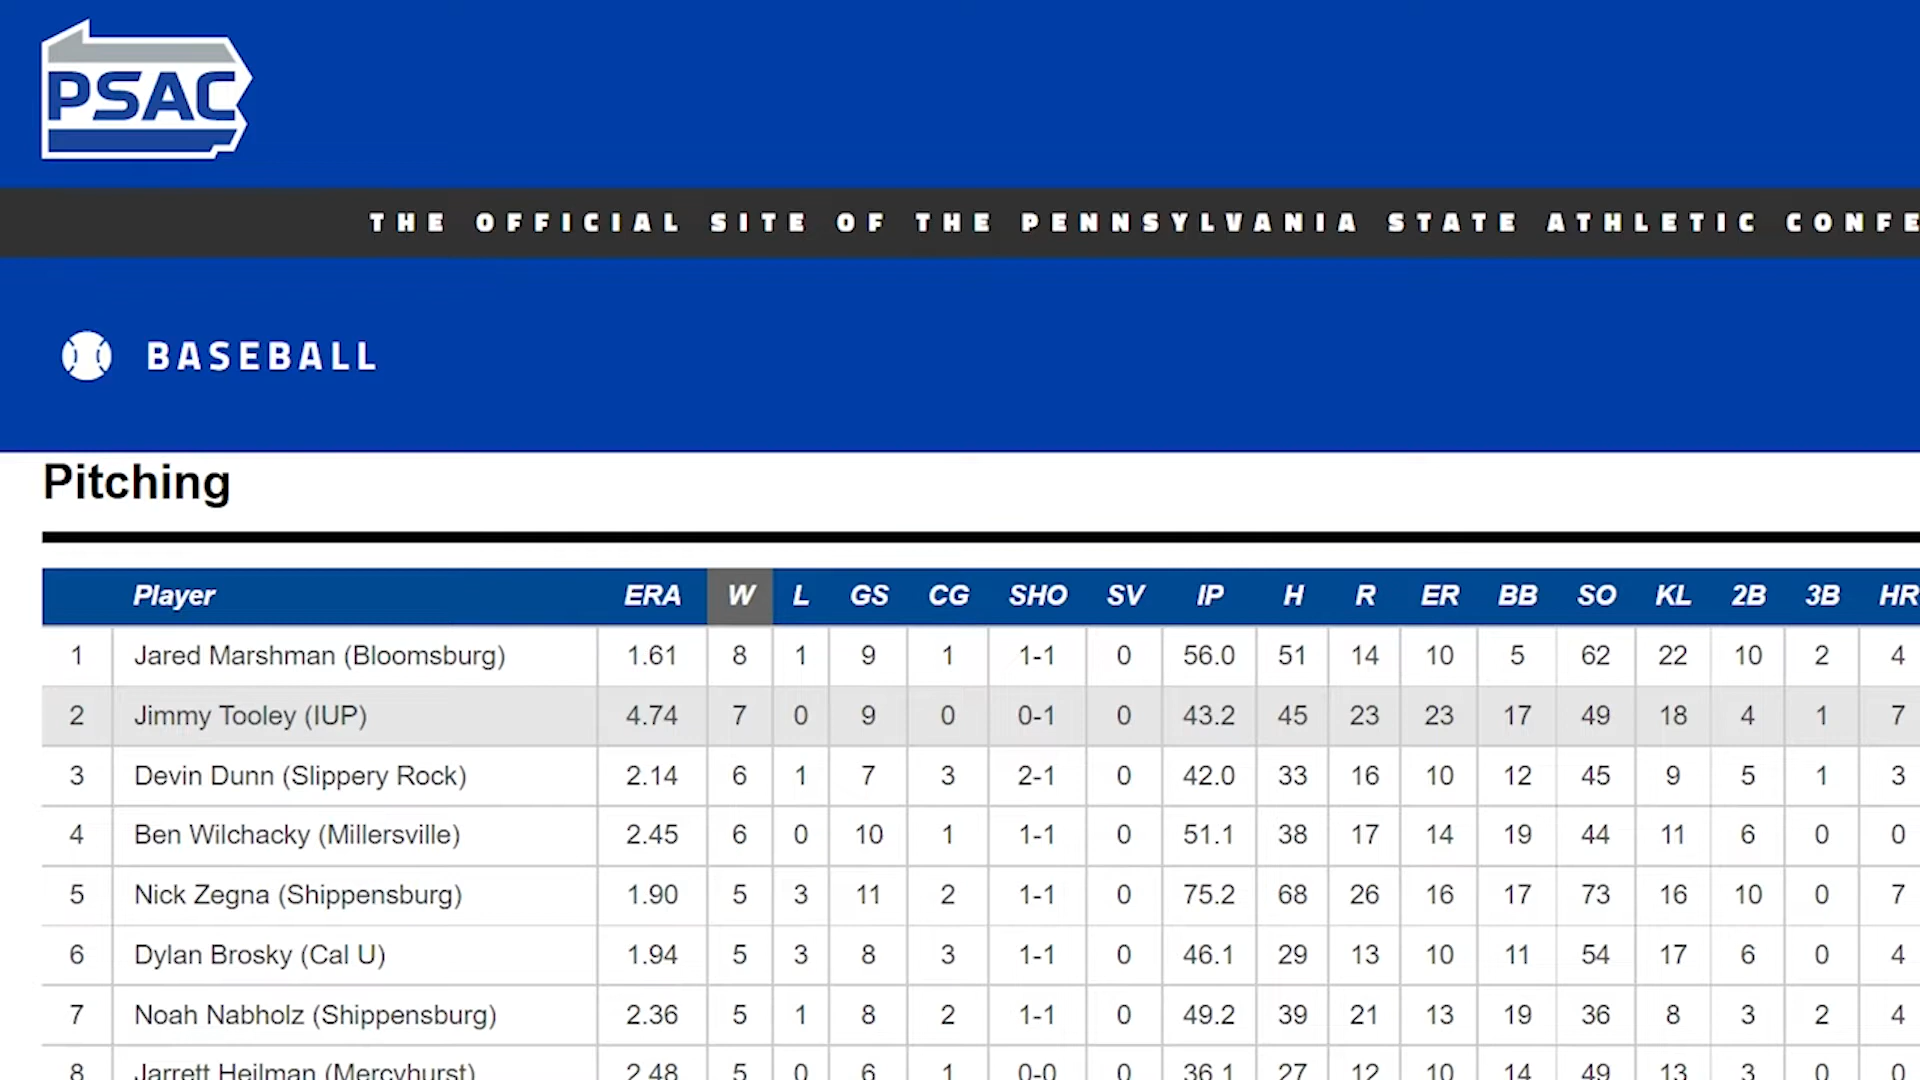 PSAC
THE OFFICIAL SITE OF THE PENNSYLVANIA STATE ATHLETIC CONFE
BASEBALL
Pitching
Player ERA W L GS CG SHO SV IP H R ER BB SO KL 2B 3B HR
1 Jared Marshman (Bloomsburg) 1.61 8 1 9 1 1-1 0 56.0 51 14 10 5 62 22 10 2 4
2 Jimmy Tooley (IUP) 4.74 7 0 9 0 0-1 0 43.2 45 23 23 17 49 18 4 1 7
3 Devin Dunn (Slippery Rock) 2.14 6 1 7 3 2-1 0 42.0 33 16 10 12 45 9 5 1 3
4 Ben Wilchacky (Millersville) 2.45 6 0 10 1 1-1 0 51.1 38 17 14 19 44 11 6 0 0
5 Nick Zegna (Shippensburg) 1.90 5 3 11 2 1-1 0 75.2 68 26 16 17 73 16 10 0 7
6 Dylan Brosky (Cal U) 1.94 5 3 8 3 1-1 0 46.1 29 13 10 11 54 17 6 0 4
7 Noah Nabholz (Shippensburg) 2.36 5 1 8 2 1-1 0 49.2 39 21 13 19 36 8 3 2 4
8 Jarrett Heilman (Mercyhurst) 2.48 5 0 6 1 0-0 0 36.1 27 12 10 14 49 13 3 0 0